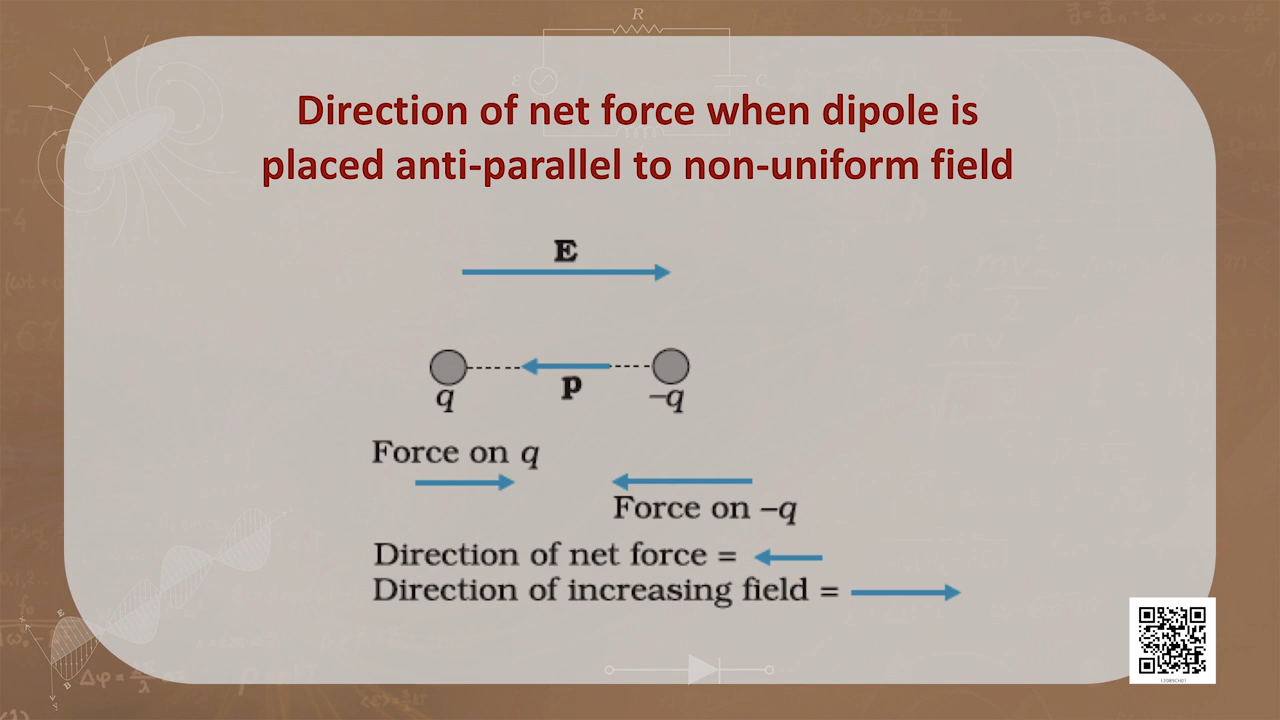 Direction of net force when dipole is
placed anti-parallel to non-uniform field
E
p
q
–q
Force on q
Force on –q
Direction of net force =
Direction of increasing field =
R
C